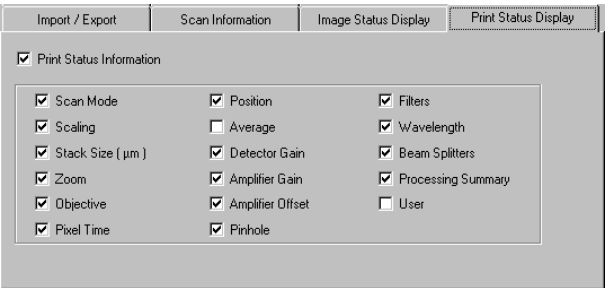 Import / Export Scan Information Image Status Display Print Status Display
Print Status Information
Scan Mode Position Filters
Scaling Average Wavelength
Stack Size ( µm ) Detector Gain Beam Splitters
Zoom Amplifier Gain Processing Summary
Objective Amplifier Offset User
Pixel Time Pinhole